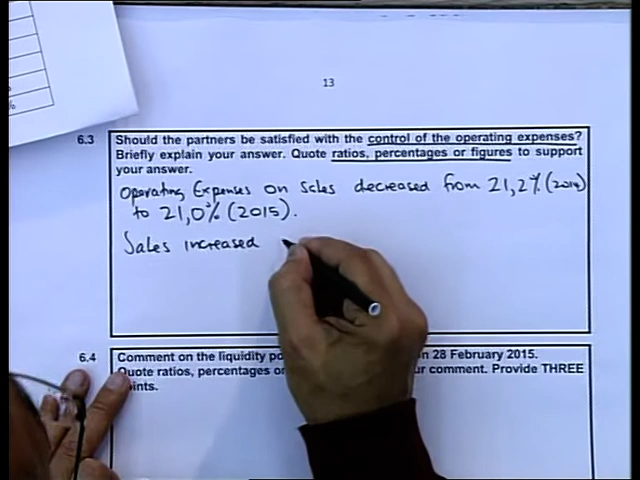 13
6.3 Should the partners be satisfied with the control of the operating expenses?
Briefly explain your answer. Quote ratios, percentages or figures to support
your answer.
Operating Expenses on Sales decreased from 21,2% (2014)
to 21,0% (2015).
Sales increased
6.4 Comment on the liquidity n 28 February 2015.
Quote ratios, percentages comment. Provide THREE
%